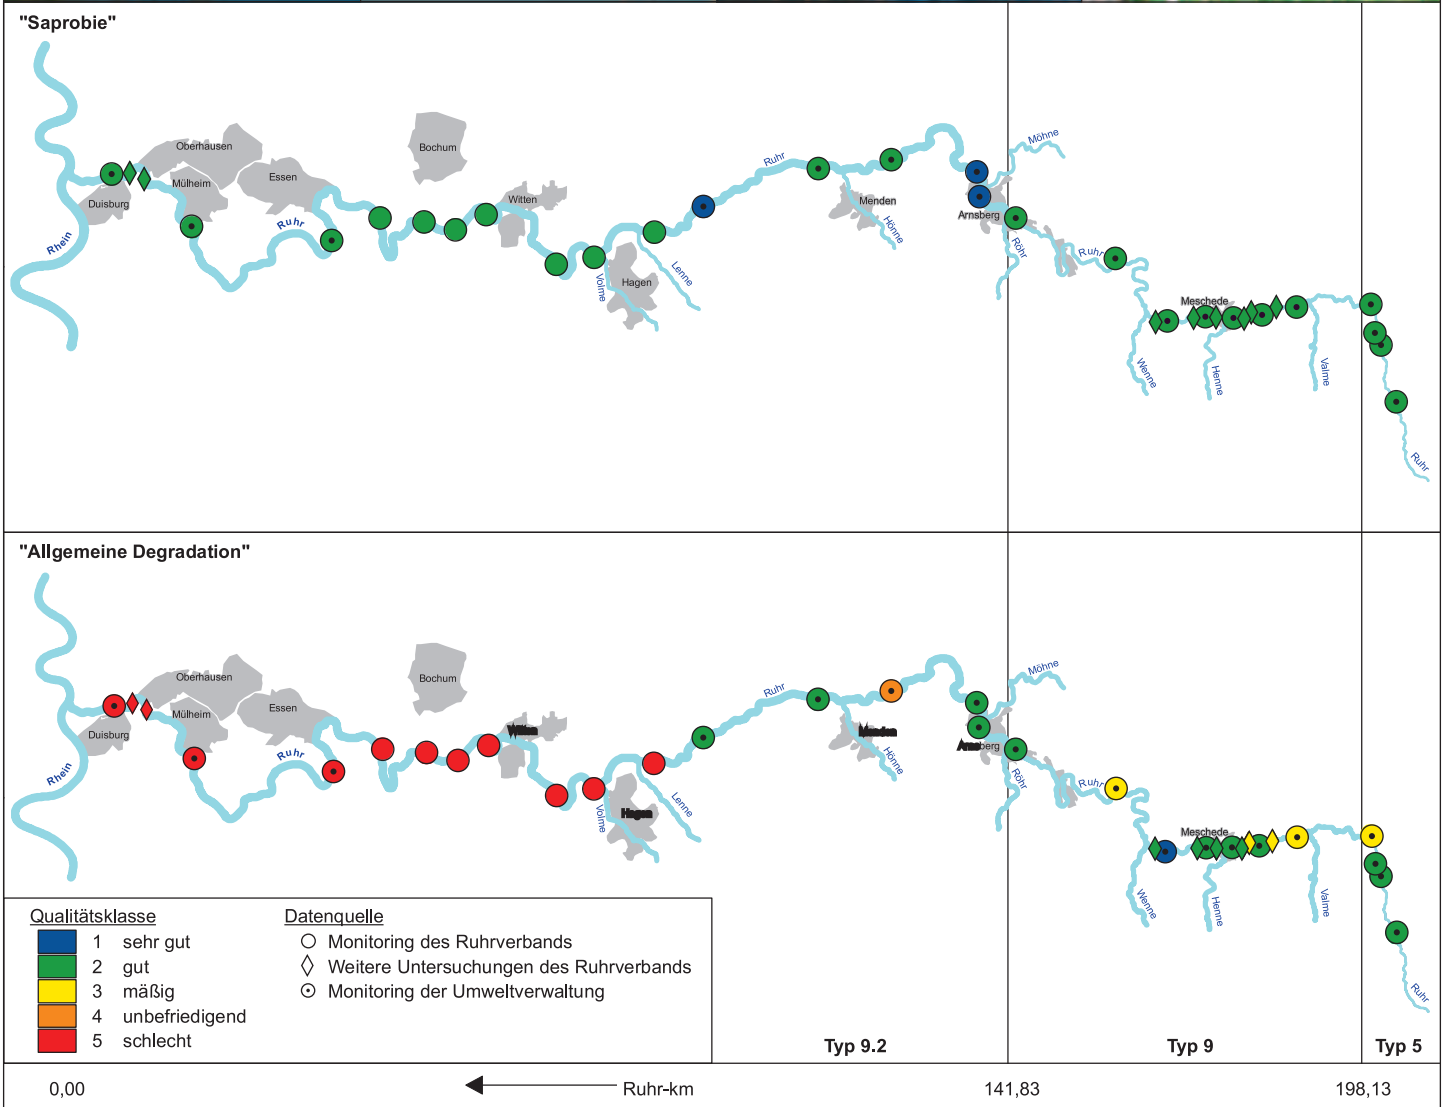 "Saprobie"
Oberhausen
Mülheim
Essen
Duisburg
Rhein
Ruhr
Bochum
Witten
Hagen
Volme
Lenne
Ruhr
Menden
Hönne
Möhne
Arnsberg
Röhr
Ruhr
Meschede
Wenne
Henne
Valme
Ruhr
"Allgemeine Degradation"
Oberhausen
Mülheim
Essen
Duisburg
Rhein
Ruhr
Bochum
Witten
Hagen
Volme
Lenne
Ruhr
Menden
Hönne
Möhne
Arnsberg
Röhr
Ruhr
Meschede
Wenne
Henne
Valme
Ruhr
Qualitätsklasse
1 sehr gut
2 gut
3 mäßig
4 unbefriedigend
5 schlecht
Datenquelle
Monitoring des Ruhrverbands
Weitere Untersuchungen des Ruhrverbands
Monitoring der Umweltverwaltung
Typ 9.2
Typ 9
Typ 5
0,00
Ruhr-km
141,83
198,13